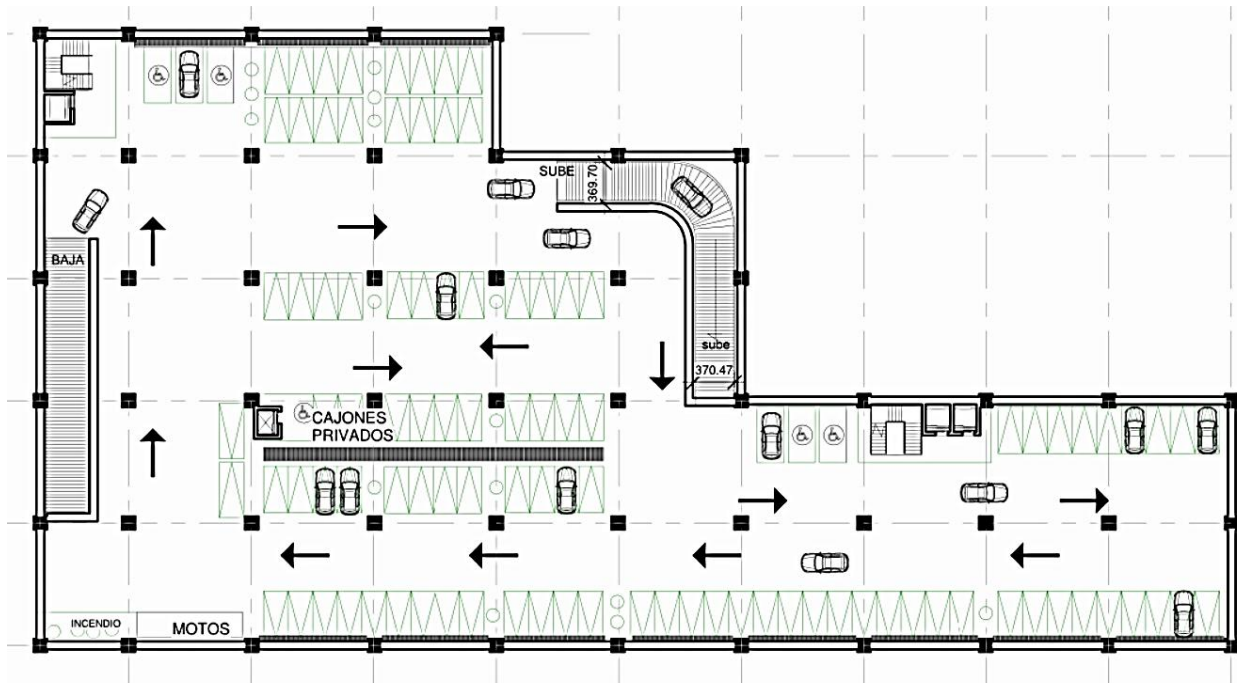 SUBE
369.70
BAJA
sube
370.47
CAJONES
PRIVADOS
INCENDIO
MOTOS